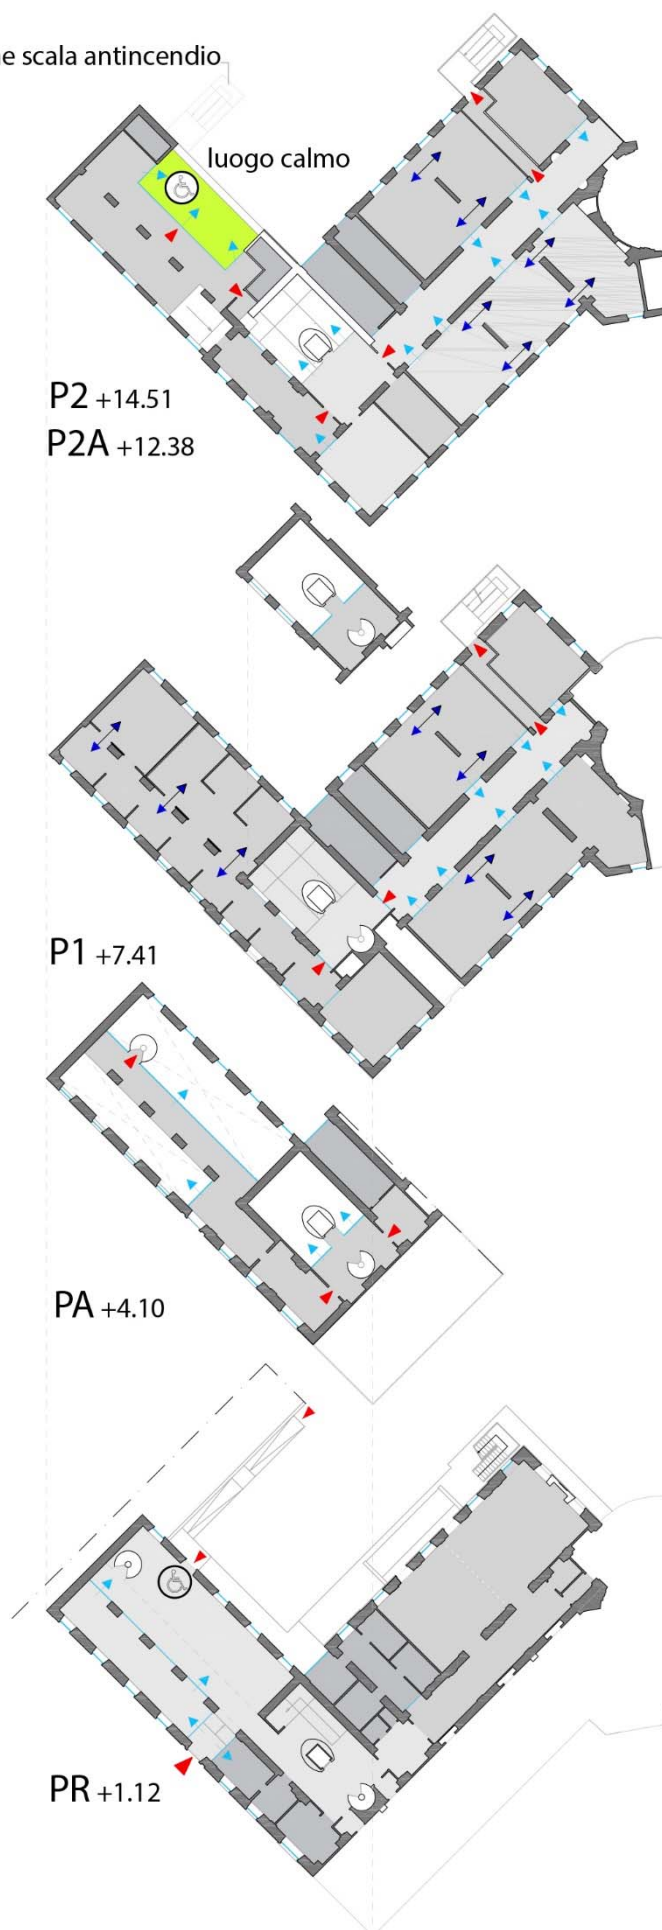 e scala antincendio
luogo calmo
P2 +14.51
P2A +12.38
P1 +7.41
PA +4.10
PR +1.12